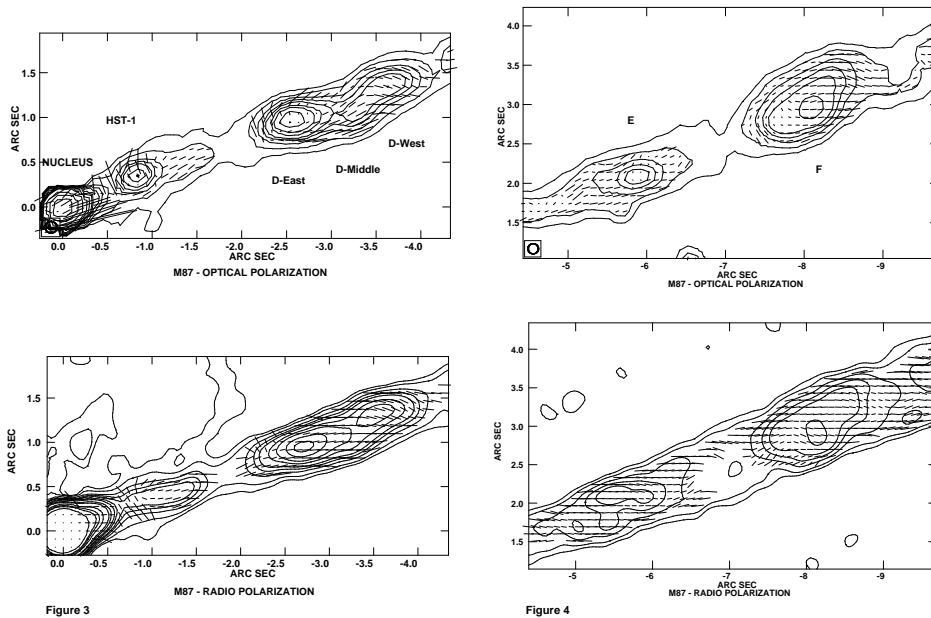 1.5
1.0
0.5
0.0
ARC SEC
HST-1
NUCLEUS
D-East
D-Middle
D-West
0.0 -0.5 -1.0 -1.5 -2.0 -2.5 -3.0 -3.5 -4.0
ARC SEC
M87 - OPTICAL POLARIZATION
4.0
3.5
3.0
2.5
2.0
1.5
ARC SEC
E
F
-5 -6 -7 -8 -9
ARC SEC
M87 - OPTICAL POLARIZATION
1.5
1.0
0.5
0.0
ARC SEC
0.0 -0.5 -1.0 -1.5 -2.0 -2.5 -3.0 -3.5 -4.0
ARC SEC
M87 - RADIO POLARIZATION
Figure 3
4.0
3.5
3.0
2.5
2.0
1.5
ARC SEC
-5 -6 -7 -8 -9
ARC SEC
M87 - RADIO POLARIZATION
Figure 4